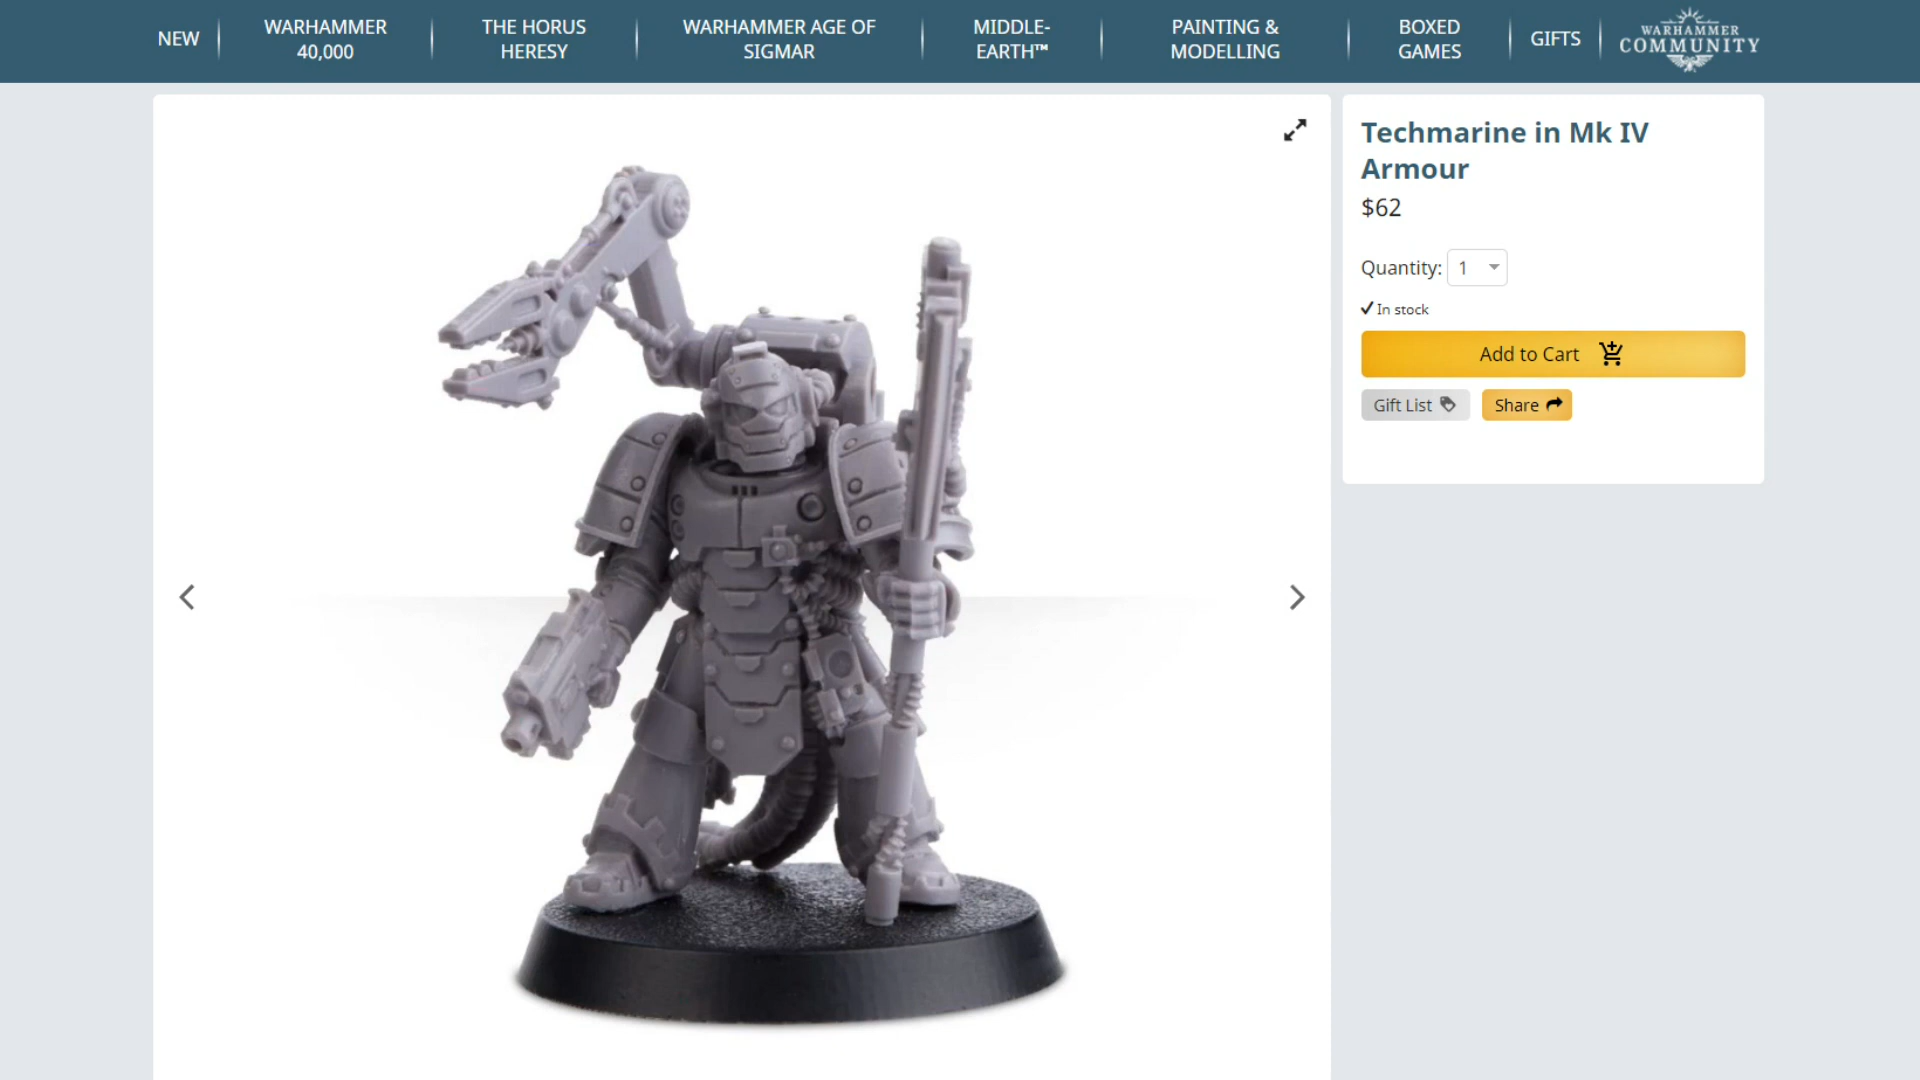 NEW
WARHAMMER
40,000
THE HORUS
HERESY
WARHAMMER AGE OF
SIGMAR
MIDDLE-
EARTH™
PAINTING &
MODELLING
BOXED
GAMES
GIFTS
WARHAMMER
COMMUNITY
Techmarine in Mk IV
Armour
$62
Quantity: 1
In stock
Add to Cart
Gift List
Share